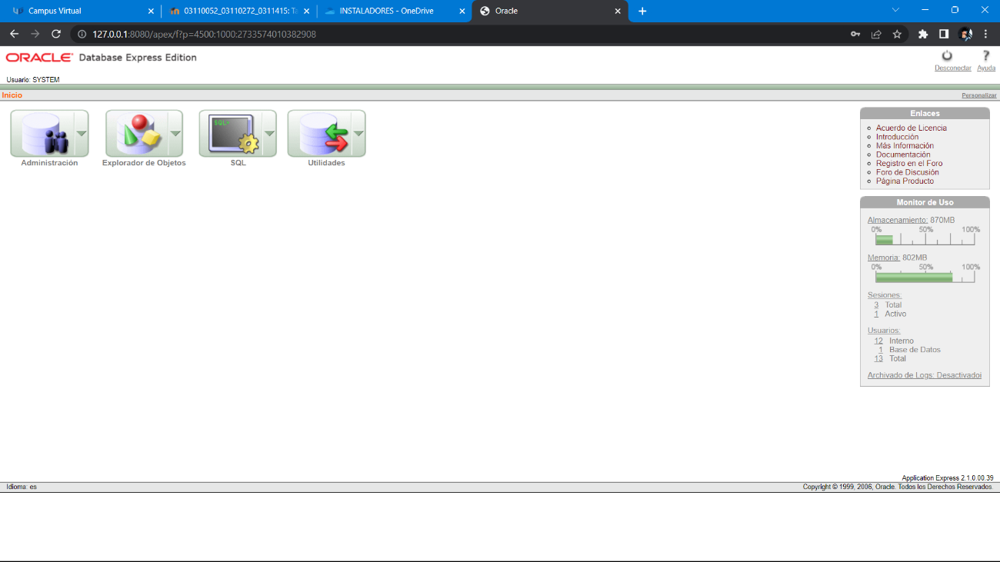 Campus Virtual
03110052_03110272_0311415: Ta
INSTALADORES - OneDrive
Oracle
127.0.0.1:8080/apex/f?p=4500:1000:2733574010382908
ORACLE Database Express Edition
Desconectar Ayuda
Usuario: SYSTEM
Inicio
Personalizar
SQL>
Administración
Explorador de Objetos
SQL
Utilidades
Enlaces
Acuerdo de Licencia
Introducción
Más Información
Documentación
Registro en el Foro
Foro de Discusión
Página Producto
Monitor de Uso
Almacenamiento: 870MB
0% 50% 100%
Memoria: 802MB
0% 50% 100%
Sesiones:
3 Total
1 Activo
Usuarios:
12 Interno
1 Base de Datos
13 Total
Archivado de Logs: Desactivadoi
Application Express 2.1.0.00.39
Idioma: es
Copyright © 1999, 2006, Oracle. Todos los Derechos Reservados.